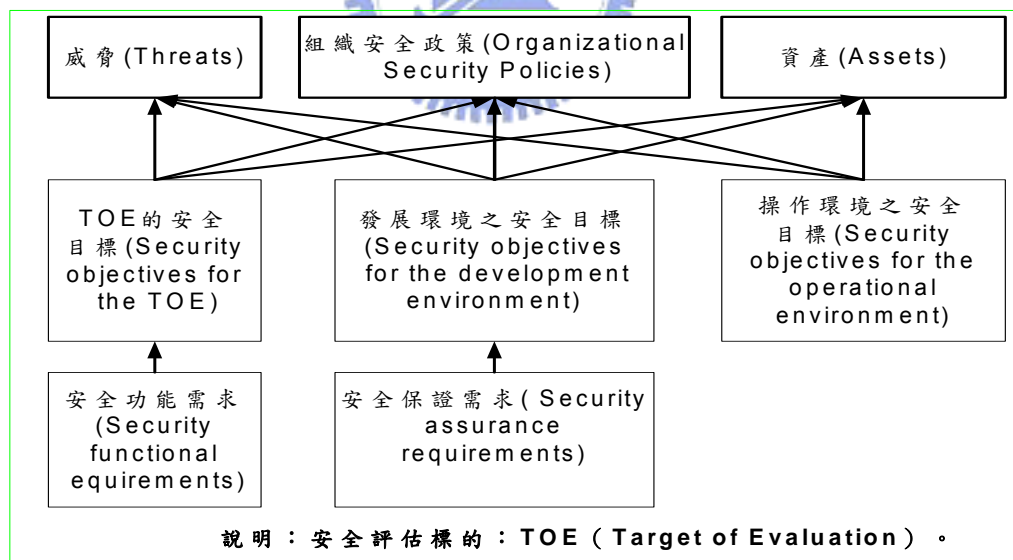 威脅(Threats)
組織安全政策(Organizational
Security Policies)
資產(Assets)
TOE的安全
目標(Security
objectives for
the TOE)
發展環境之安全目標
(Security objectives
for the development
environment)
操作環境之安全
目標(Security
objectives for the
operational
environment)
安全功能需求
(Security
functional
equirements)
安全保證需求( Security
assurance
requirements)
說明：安全評估標的：TOE（Target of Evaluation）。